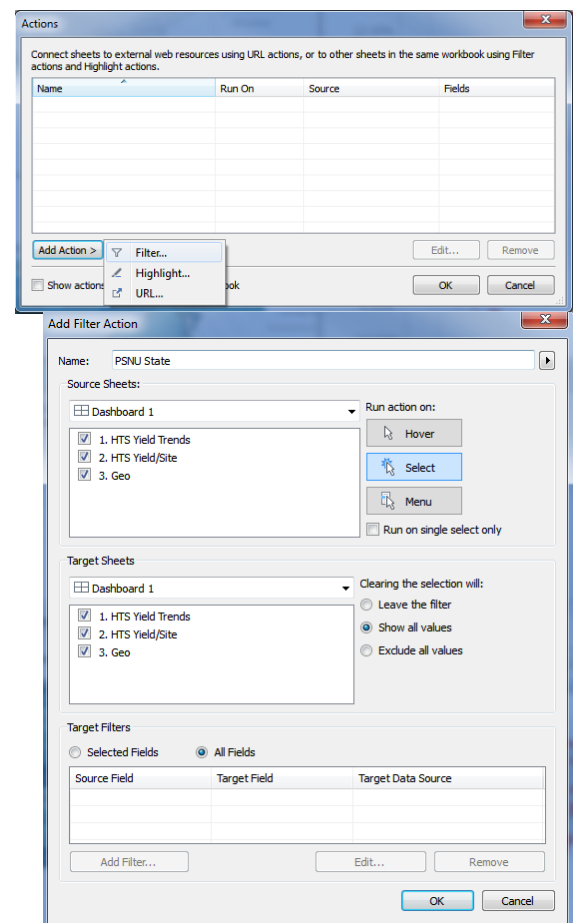 Actions
Connect sheets to external web resources using URL actions, or to other sheets in the same workbook using Filter
actions and Highlight actions.
Name Run On Source Fields
Add Action > Edit... Remove
Filter...
Highlight...
URL...
Show actions ook OK Cancel
Add Filter Action
Name: PSNU State
Source Sheets:
Dashboard 1
1. HTS Yield Trends
2. HTS Yield/Site
3. Geo
Run action on:
Hover
Select
Menu
Run on single select only
Target Sheets
Dashboard 1
1. HTS Yield Trends
2. HTS Yield/Site
3. Geo
Clearing the selection will:
Leave the filter
Show all values
Exclude all values
Target Filters
Selected Fields All Fields
Source Field Target Field Target Data Source
Add Filter... Edit... Remove
OK Cancel